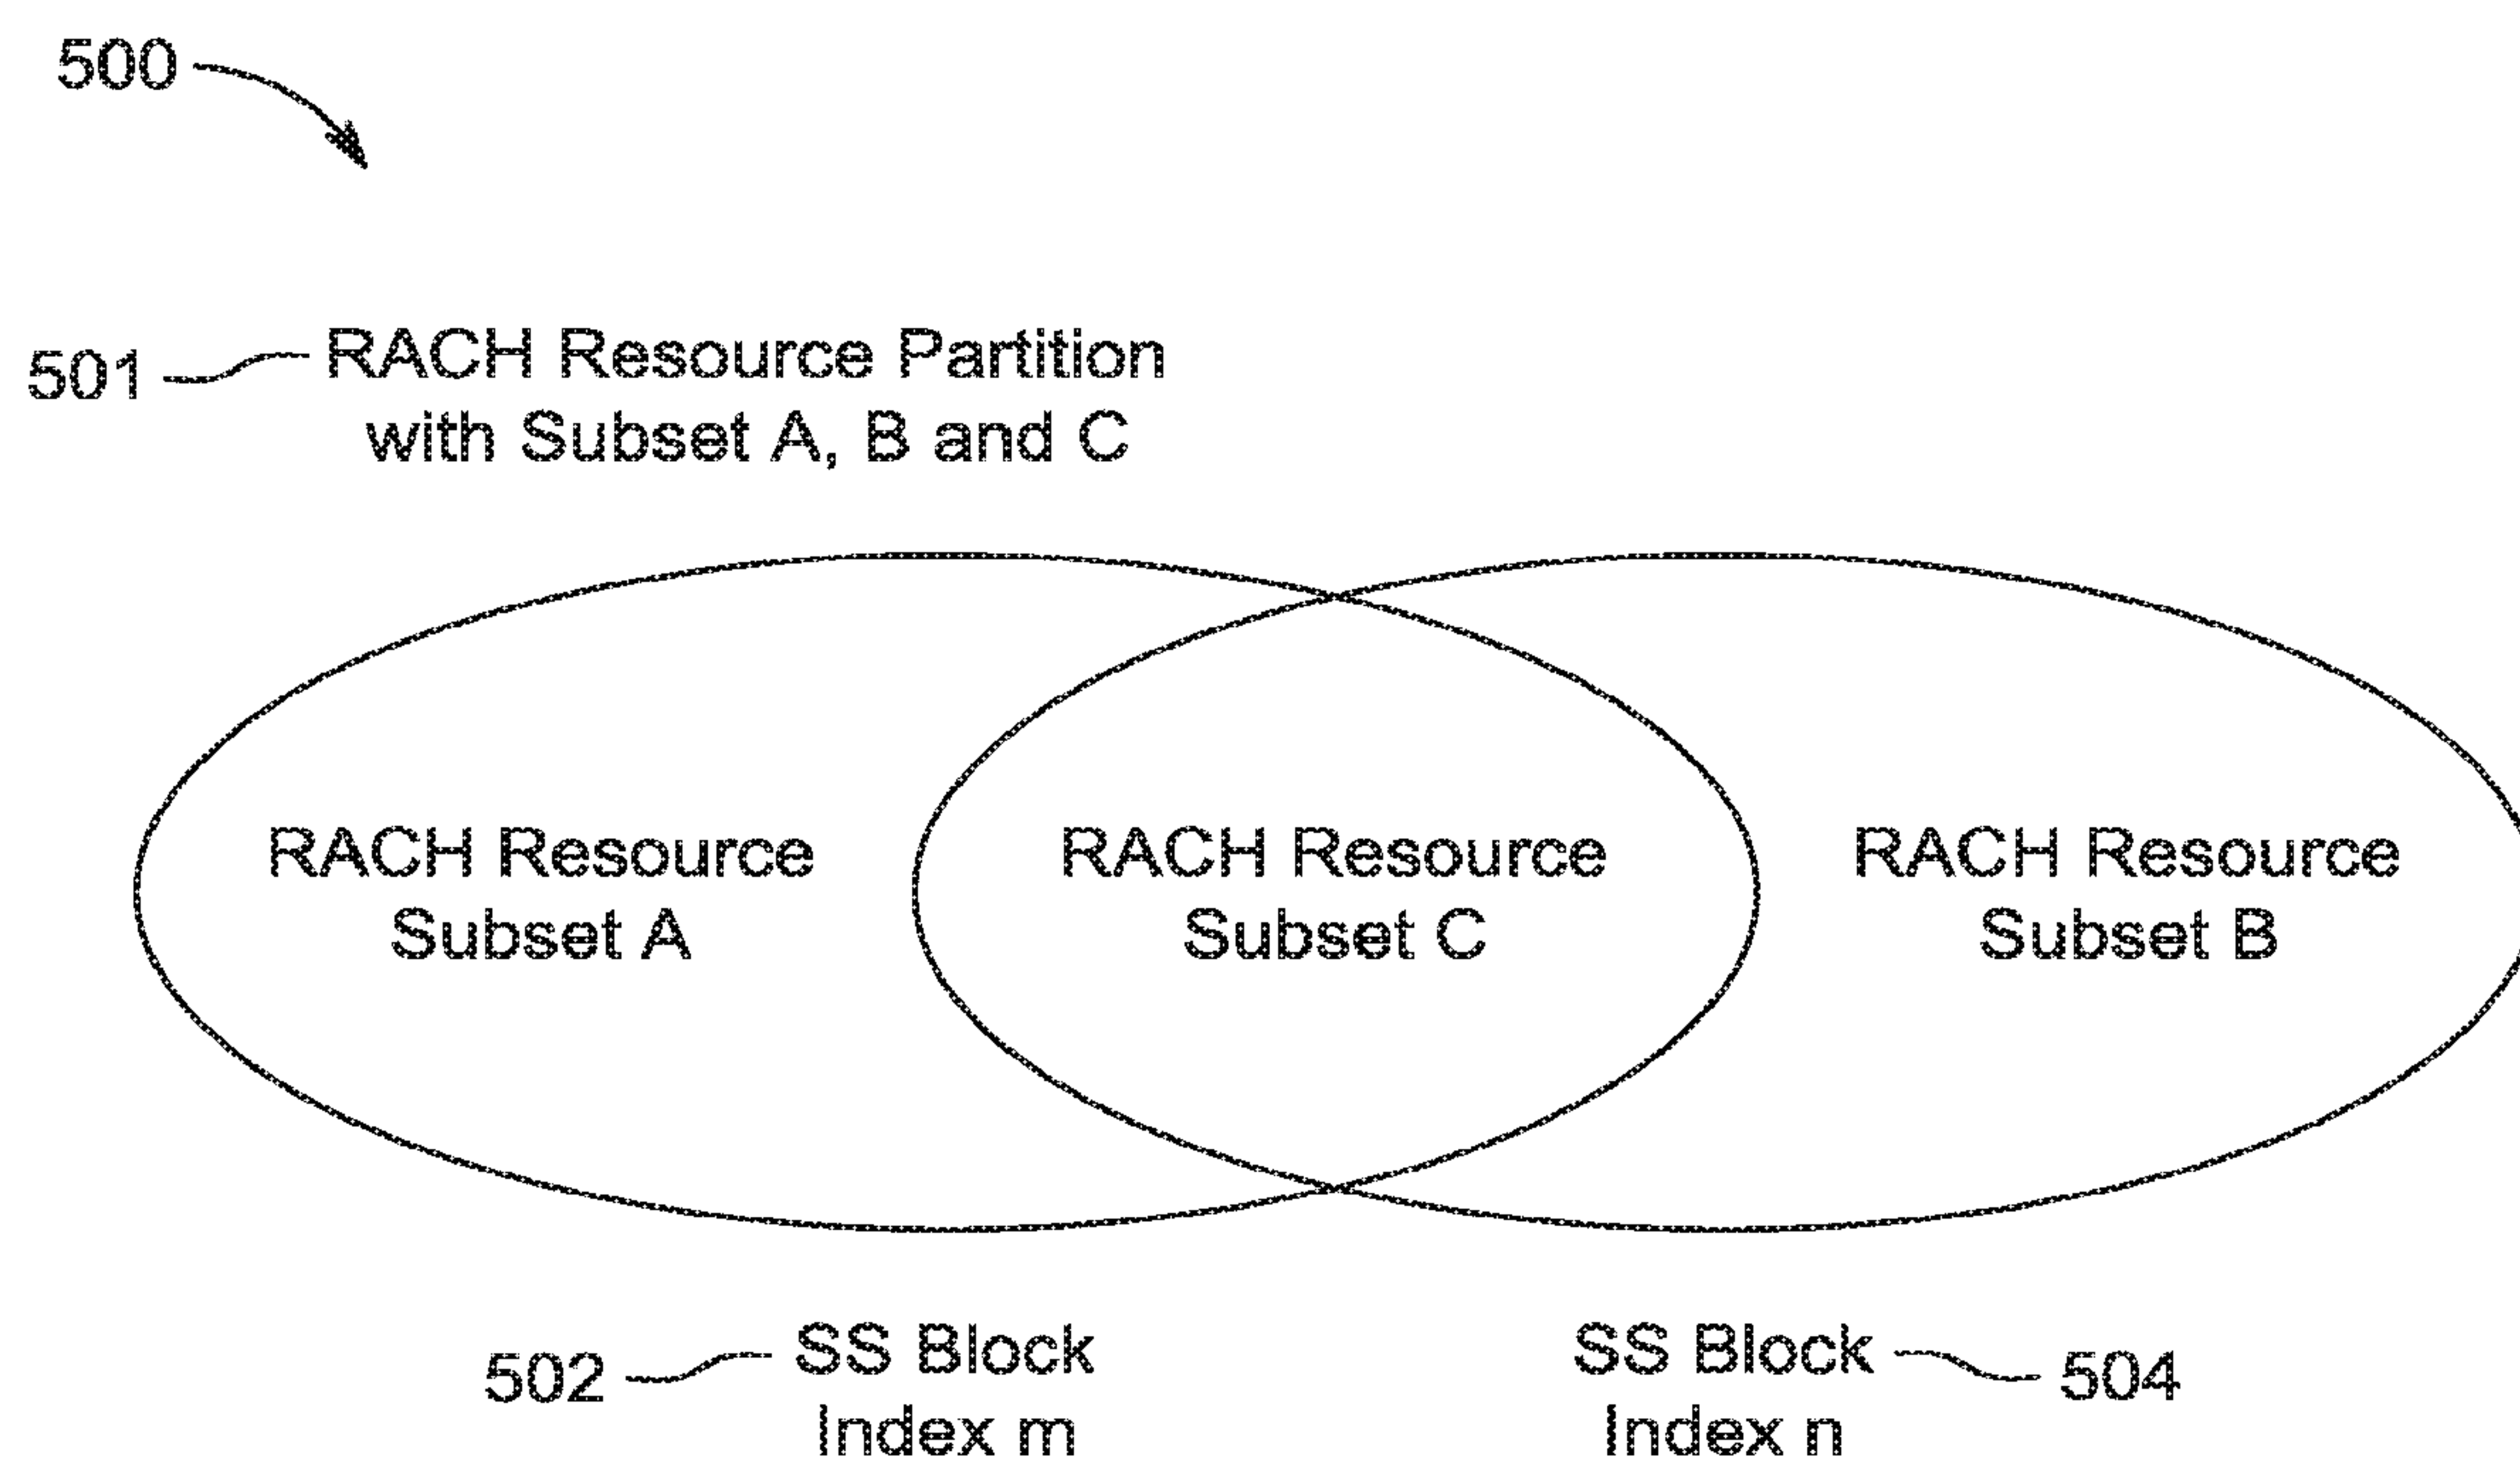 500
501 RACH Resource Partition
with Subset A, B and C
RACH Resource
Subset A
RACH Resource
Subset C
RACH Resource
Subset B
502 SS Block
Index m
SS Block 504
Index n